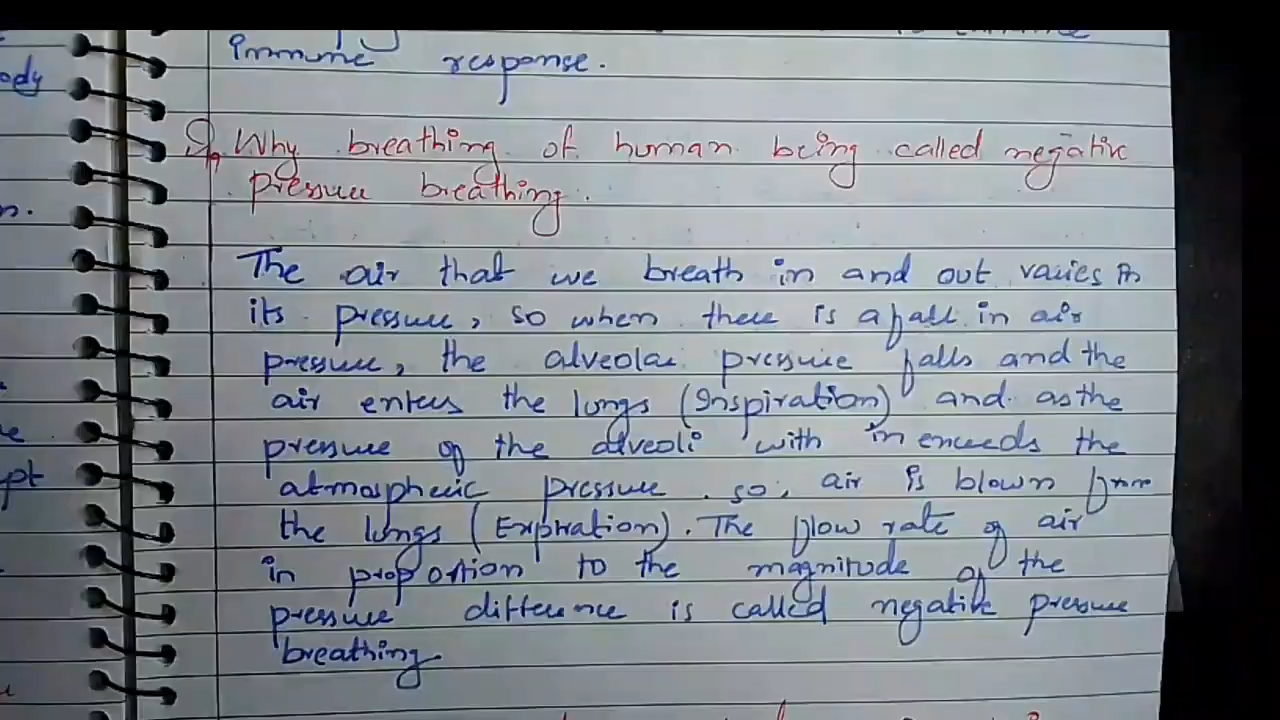 ody
immune response.
Q, Why breathing of human being called negative
pressure breathing.
n.
The air that we breath in and out varies in
its pressure, so when there is a fall in air
pressure, the alveolar pressure falls and the
air enters the lungs (Inspiration) and as the
pressure of the alveoli with in exceeds the
atmospheric pressure. so, air is blown from
pt
the lungs (Expiration). The flow rate of air
in proportion to the magnitude of the
pressure difference is called negative pressure
breathing